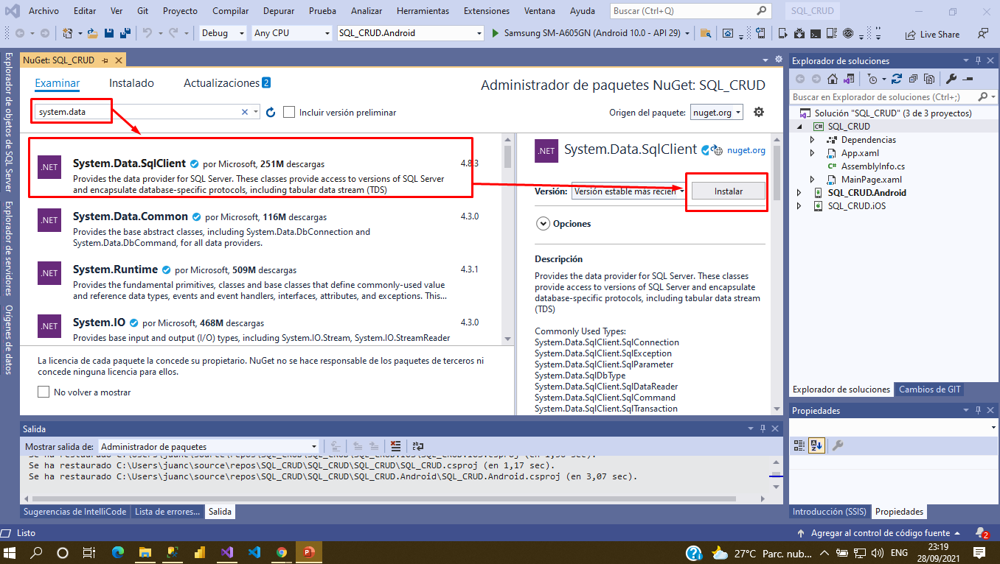 Archivo Editar Ver Git Proyecto Compilar Depurar Prueba Analizar Herramientas Extensiones Ventana Ayuda Buscar (Ctrl+Q) SQL_CRUD
Debug Any CPU SQL_CRUD.Android Samsung SM-A605GN (Android 10.0 - API 29) Live Share
Explorador de objetos de SQL Server
Explorador de servidores
Orígenes de datos
NuGet: SQL_CRUD
Examinar Instalado Actualizaciones 2
Administrador de paquetes NuGet: SQL_CRUD
system.data
Incluir versión preliminar
Origen del paquete: nuget.org
.NET
System.Data.SqlClient por Microsoft, 251M descargas 4.8.3
Provides the data provider for SQL Server. These classes provide access to versions of SQL Server
and encapsulate database-specific protocols, including tabular data stream (TDS)
.NET
System.Data.Common por Microsoft, 116M descargas 4.3.0
Provides the base abstract classes, including System.Data.DbConnection and
System.Data.DbCommand, for all data providers.
.NET
System.Runtime por Microsoft, 509M descargas 4.3.1
Provides the fundamental primitives, classes and base classes that define commonly-used value
and reference data types, events and event handlers, interfaces, attributes, and exceptions. This...
.NET
System.IO por Microsoft, 468M descargas 4.3.0
Provides base input and output (I/O) types, including System.IO.Stream, System.IO.StreamReader
La licencia de cada paquete la concede su propietario. NuGet no se hace responsable de los paquetes de terceros ni
concede ninguna licencia para ellos.
No volver a mostrar
.NET
System.Data.SqlClient nuget.org
Versión: Versión estable más recien Instalar
Opciones
Descripción
Provides the data provider for SQL Server. These classes
provide access to versions of SQL Server and encapsulate
database-specific protocols, including tabular data stream
(TDS)
Commonly Used Types:
System.Data.SqlClient.SqlConnection
System.Data.SqlClient.SqlException
System.Data.SqlClient.SqlParameter
System.Data.SqlDbType
System.Data.SqlClient.SqlDataReader
System.Data.SqlClient.SqlCommand
System.Data.SqlClient.SqlTransaction
Explorador de soluciones
Buscar en Explorador de soluciones (Ctrl+;)
Solución "SQL_CRUD" (3 de 3 proyectos)
C# SQL_CRUD
Dependencias
App.xaml
C# AssemblyInfo.cs
MainPage.xaml
SQL_CRUD.Android
SQL_CRUD.iOS
Explorador de soluciones Cambios de GIT
Propiedades
Introducción (SSIS) Propiedades
Salida
Mostrar salida de: Administrador de paquetes
Se ha restaurado C:\Users\juanc\source\repos\SQL_CRUD\SQL_CRUD\SQL_CRUD.csproj (en 1,17 sec).
Se ha restaurado C:\Users\juanc\source\repos\SQL_CRUD\SQL_CRUD\SQL_CRUD.Android\SQL_CRUD.Android.csproj (en 3,07 sec).
Sugerencias de IntelliCode Lista de errores... Salida
Listo Agregar al control de código fuente 2
27°C Parc. nub... ENG
23:19
28/09/2021